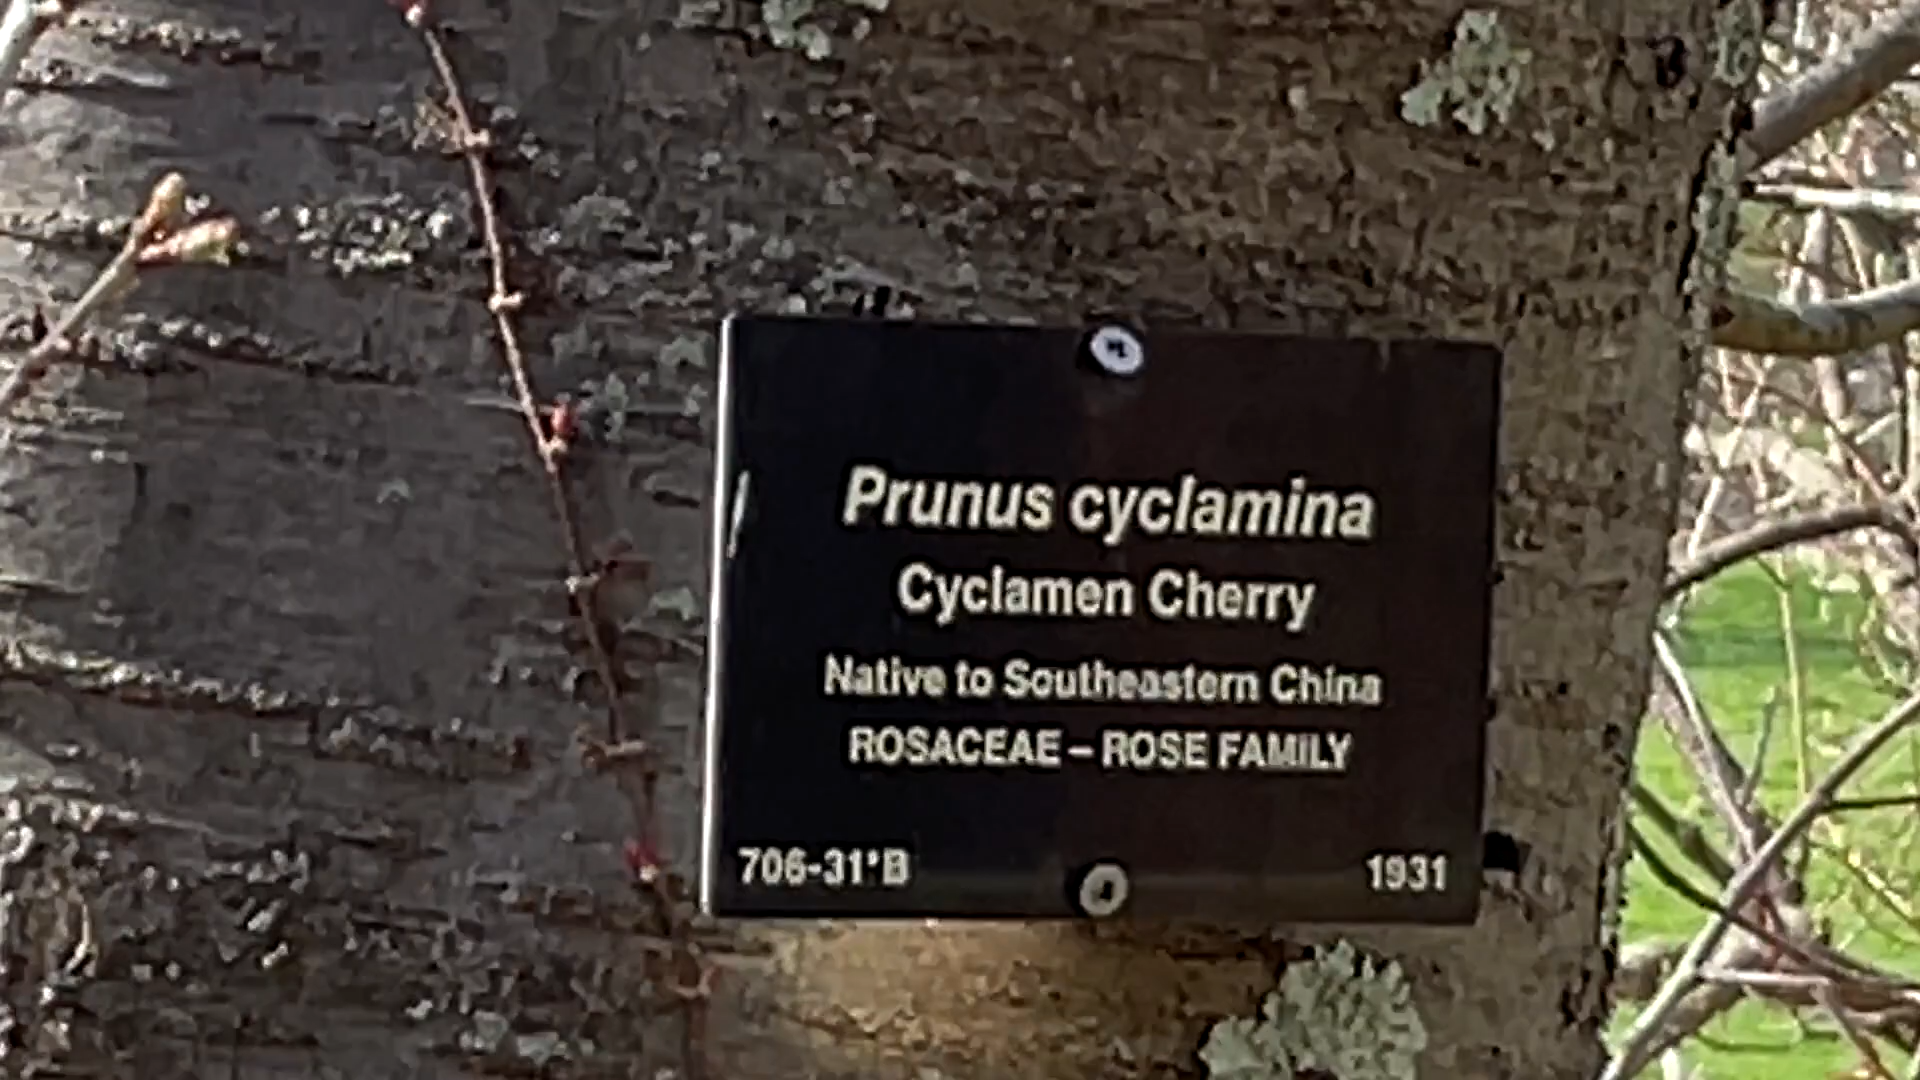 Prunus cyclamina
Cyclamen Cherry
Native to Southeastern China
ROSACEAE – ROSE FAMILY
706-31*B
1931